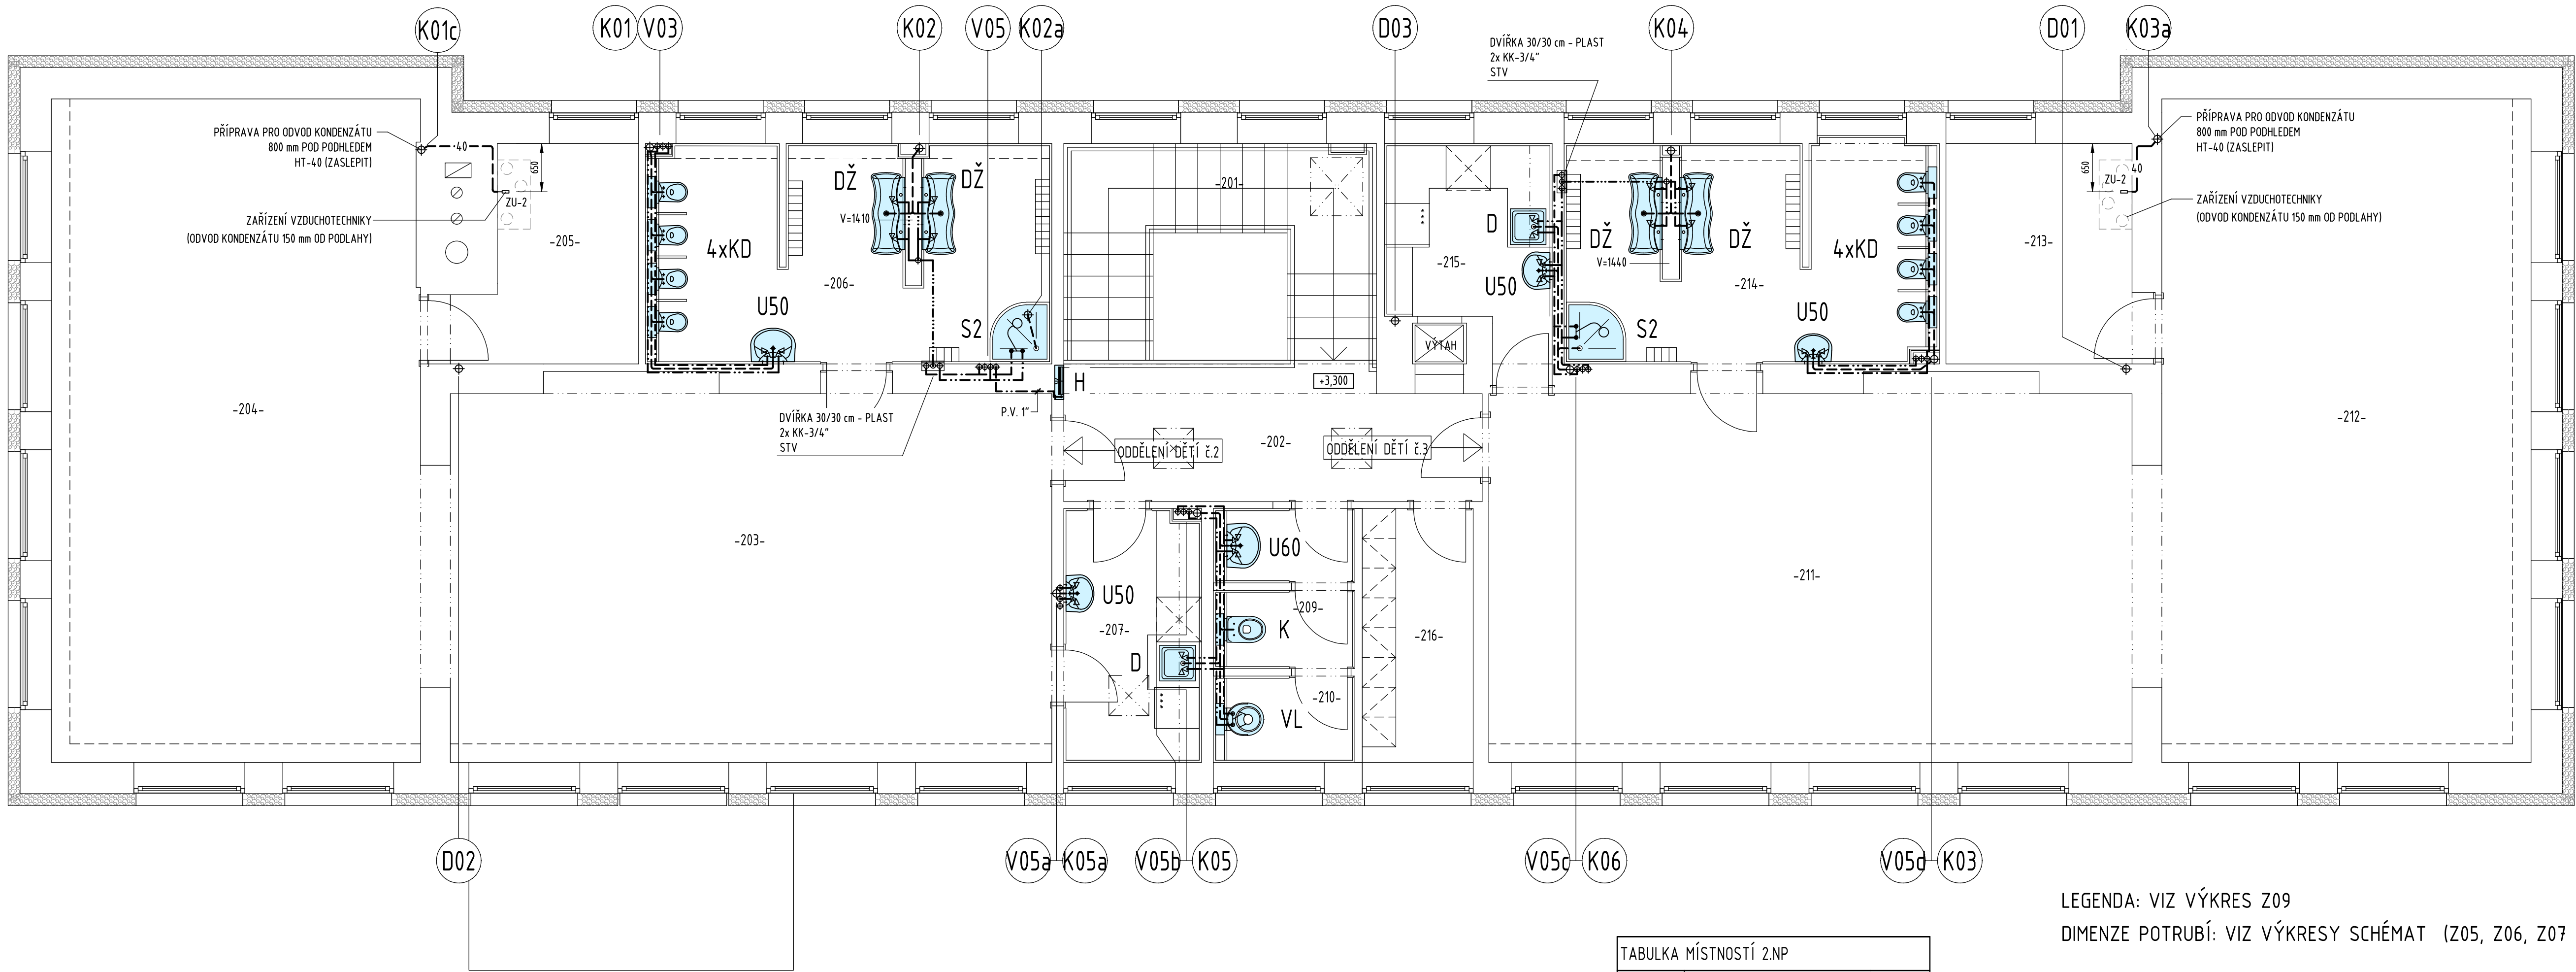 K01c
K01
V03
K02
V05
K02a
D03
K04
D01
K03a
DVÍŘKA 30/30 cm - PLAST
2x KK-3/4"
STV
PŘÍPRAVA PRO ODVOD KONDENZÁTU
800 mm POD PODHLEDEM
HT-40 (ZASLEPIT)
40
650
ZU-2
ZAŘÍZENÍ VZDUCHOTECHNIKY
(ODVOD KONDENZÁTU 150 mm OD PODLAHY)
-205-
4xKD
DŽ
DŽ
V=1410
-206-
U50
S2
-201-
D
-215-
U50
VÝTAH
DŽ
DŽ
V=1440
-214-
4xKD
S2
U50
-213-
650
ZU-2
40
PŘÍPRAVA PRO ODVOD KONDENZÁTU
800 mm POD PODHLEDEM
HT-40 (ZASLEPIT)
ZAŘÍZENÍ VZDUCHOTECHNIKY
(ODVOD KONDENZÁTU 150 mm OD PODLAHY)
H
+3,300
-204-
DVÍŘKA 30/30 cm - PLAST
2x KK-3/4"
STV
P.V. 1"
ODDĚLENÍ DĚTÍ č.2
-202-
ODDĚLENÍ DĚTÍ č.3
-212-
-203-
U60
-211-
U50
-209-
-207-
K
-216-
D
-210-
VL
D02
V05a
K05a
V05b
K05
V05c
K06
V05d
K03
LEGENDA: VIZ VÝKRES Z09
DIMENZE POTRUBÍ: VIZ VÝKRESY SCHÉMAT (Z05, Z06, Z07
TABULKA MÍSTNOSTÍ 2.NP